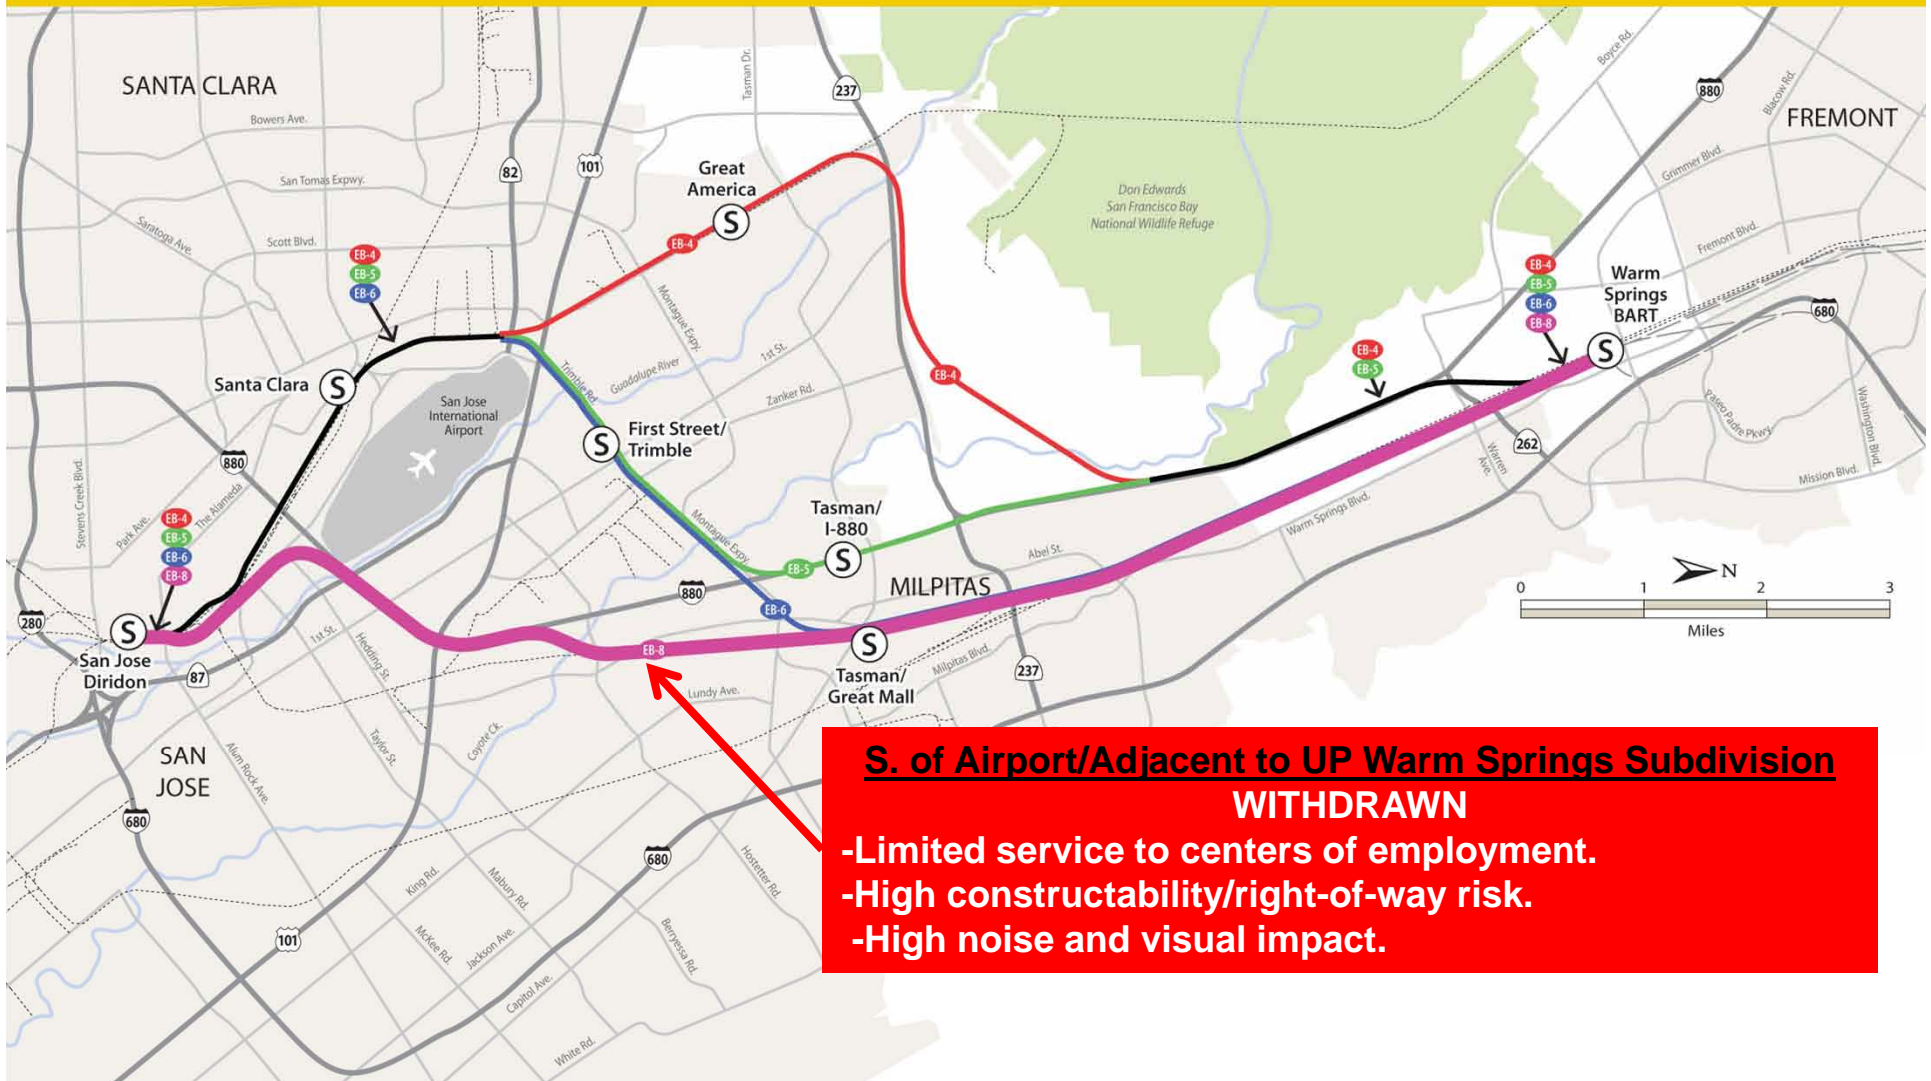 SANTA CLARA
Bowers Ave.
San Tomas Expwy.
Saratoga Ave.
Scott Blvd.
EB-4
EB-5
EB-6
82
101
Tasman Dr.
237
Great
America
S
EB-4
Montague Expy.
1st St.
Guadalupe River
Trimble Rd.
Zanker Rd.
Don Edwards
San Francisco Bay
National Wildlife Refuge
Boyce Rd.
880
Blacow Rd.
FREMONT
Grimmer Blvd.
Fremont Blvd.
EB-4
EB-5
EB-6
EB-8
Warm
Springs
BART
S
680
EB-4
EB-5
EB-4
Santa Clara
S
San Jose
International
Airport
S
First Street/
Trimble
880
The Alameda
Park Ave.
Stevens Creek Blvd.
EB-4
EB-5
EB-6
EB-8
280
S
San Jose
Diridon
87
1st St.
Hedding St.
Taylor St.
Coyote Ck.
Montague Expy.
Tasman/
I-880
S
EB-5
EB-6
880
EB-8
MILPITAS
Abel St.
S
Tasman/
Great Mall
Milpitas Blvd.
237
Lundy Ave.
Warm Springs Blvd.
262
Warren
Ave.
Paseo Padre Pkwy.
Washington Blvd.
Mission Blvd.
N
0 1 2 3
Miles
SAN
JOSE
Alum Rock Ave.
680
101
King Rd.
Mabury Rd.
McKee Rd.
Jackson Ave.
Capitol Ave.
White Rd.
680
Hostetter Rd.
Berryessa Rd.
S. of Airport/Adjacent to UP Warm Springs Subdivision
WITHDRAWN
-Limited service to centers of employment.
-High constructability/right-of-way risk.
-High noise and visual impact.